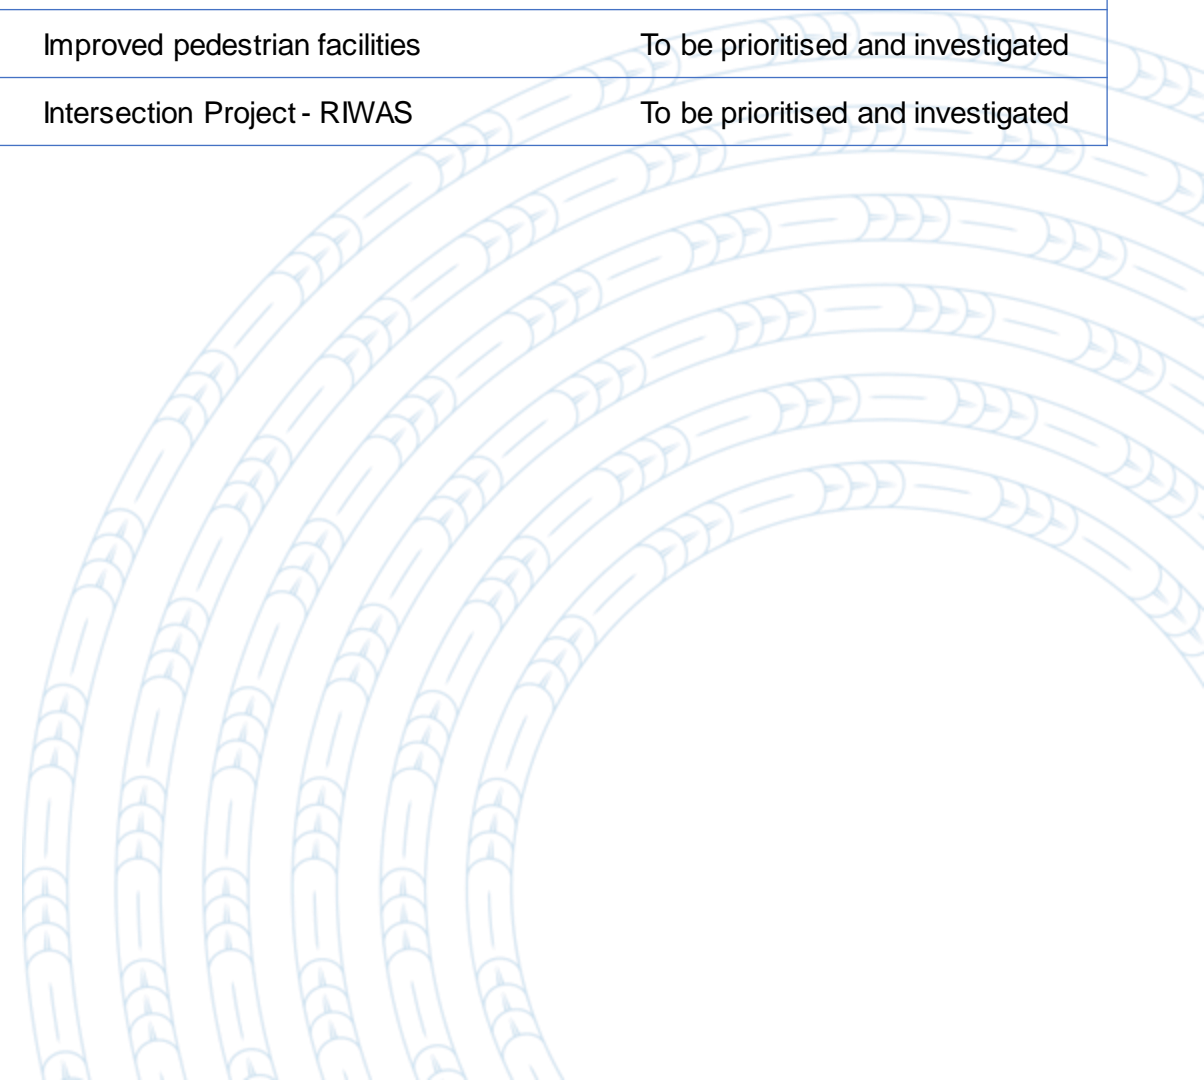 Improved pedestrian facilities To be prioritised and investigated
Intersection Project - RIWAS To be prioritised and investigated